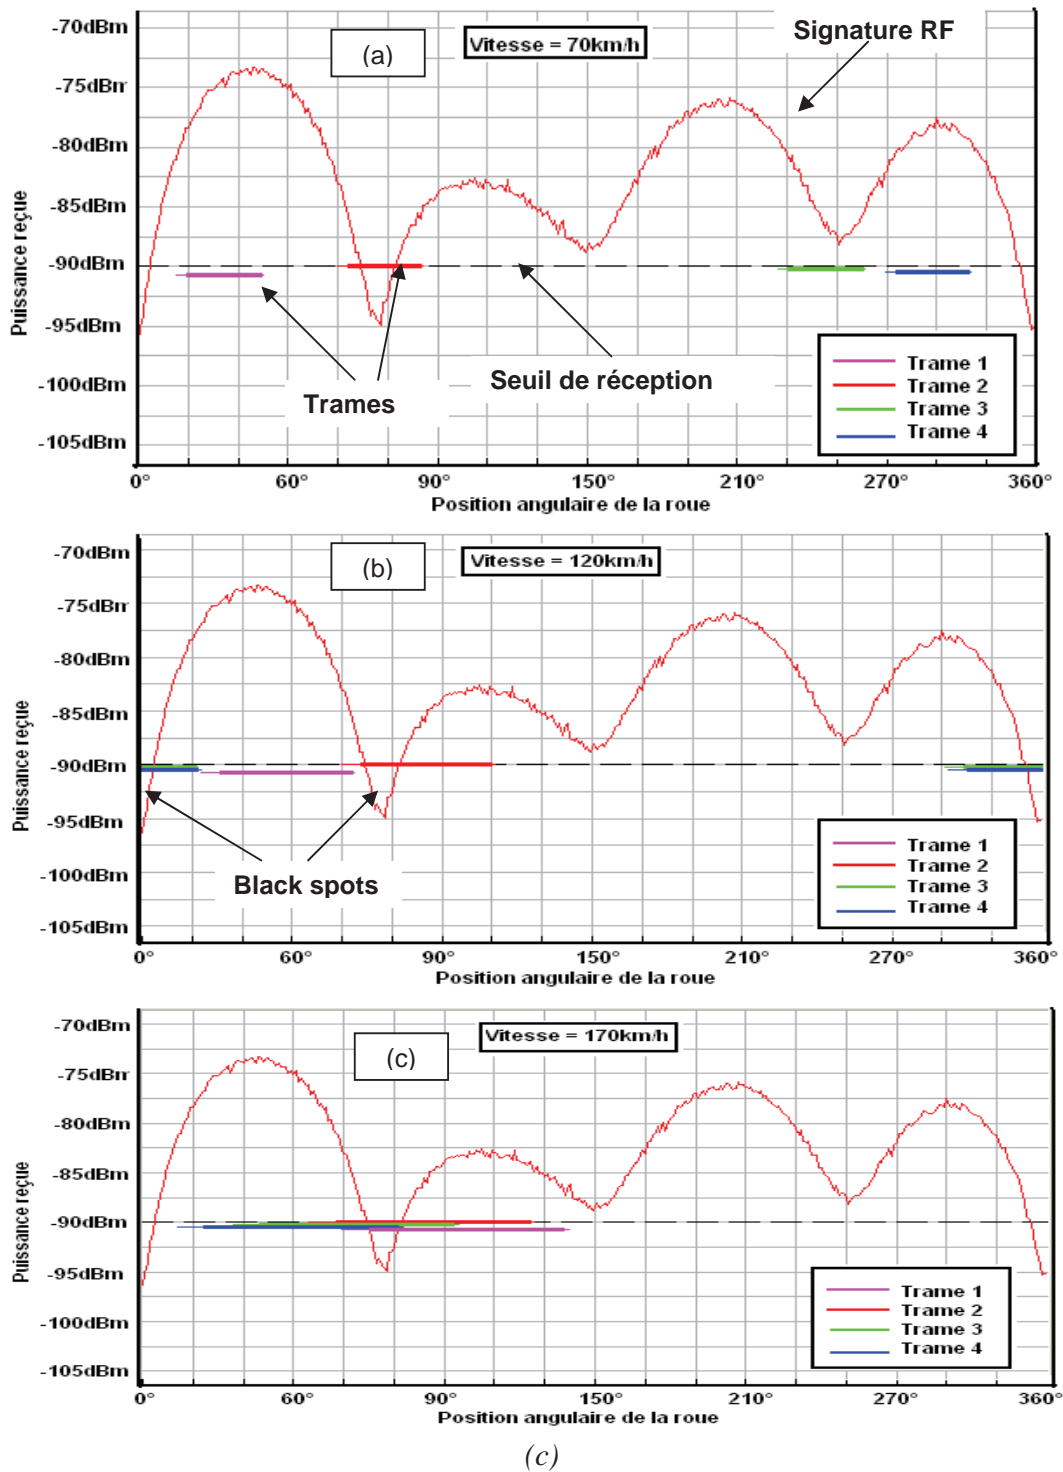 -70dBm
(a)
Vitesse = 70km/h
Signature RF
-75dBr
-80dBm
-85dBm
-90dBm
-95dBm
-100dBm
-105dBm
Puissance reçue
Trames
Seuil de réception
Trame 1
Trame 2
Trame 3
Trame 4
0° 60° 90° 150° 210° 270° 360°
Position angulaire de la roue
-70dBm
(b)
Vitesse = 120km/h
-75dBr
-80dBm
-85dBm
-90dBm
-95dBm
-100dBm
-105dBm
Puissance reçue
Black spots
Trame 1
Trame 2
Trame 3
Trame 4
0° 60° 90° 150° 210° 270° 360°
Position angulaire de la roue
-70dBm
(c)
Vitesse = 170km/h
-75dBr
-80dBm
-85dBm
-90dBm
-95dBm
-100dBm
-105dBm
Puissance reçue
Trame 1
Trame 2
Trame 3
Trame 4
0° 60° 90° 150° 210° 270° 360°
Position angulaire de la roue
(c)